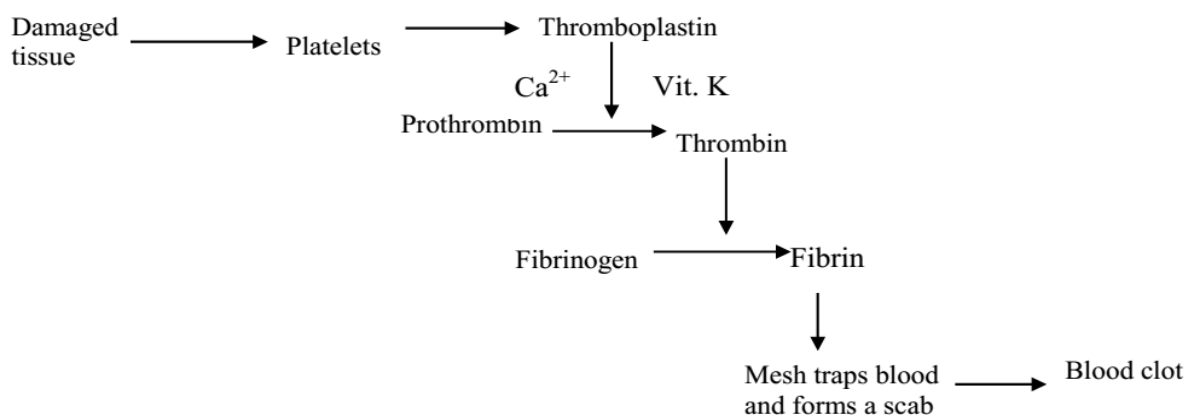 Damaged
tissue
Platelets
Thromboplastin
Ca²⁺
Vit. K
Prothrombin
Thrombin
Fibrinogen
Fibrin
Mesh traps blood
and forms a scab
Blood clot